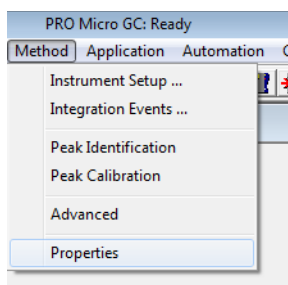 PRO Micro GC: Ready
Method Application Automation
Instrument Setup ...
Integration Events ...
Peak Identification
Peak Calibration
Advanced
Properties